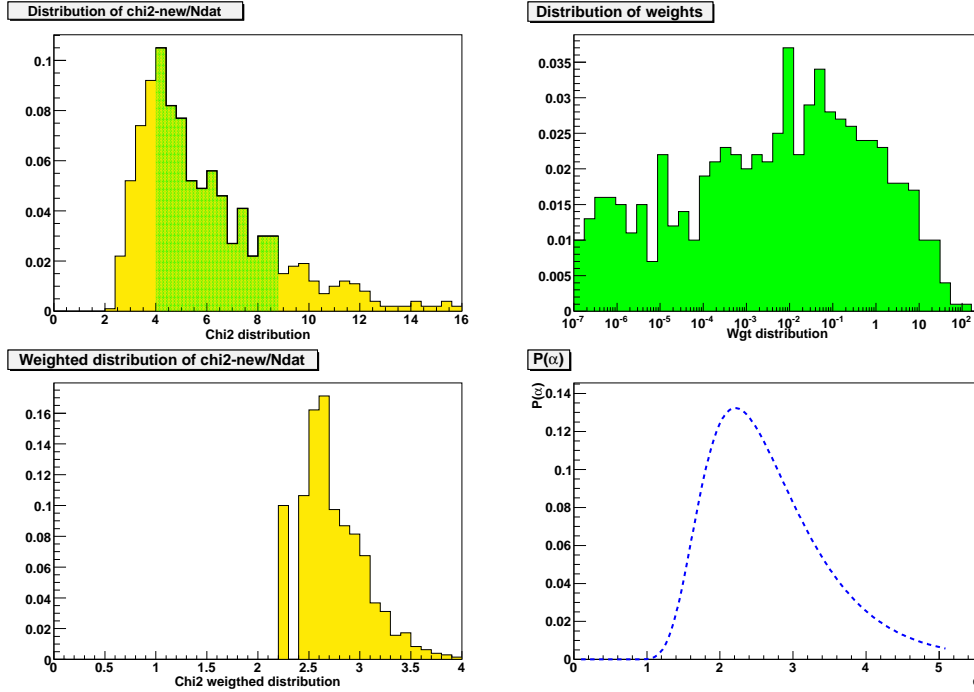 Distribution of chi2-new/Ndat
0.1
0.08
0.06
0.04
0.02
0
0 2 4 6 8 10 12 14 16
Chi2 distribution
Distribution of weights
0.035
0.03
0.025
0.02
0.015
0.01
0.005
0
10-7 10-6 10-5 10-4 10-3 10-2 10-1 1 10 102
Wgt distribution
Weighted distribution of chi2-new/Ndat
0.16
0.14
0.12
0.1
0.08
0.06
0.04
0.02
0
0 0.5 1 1.5 2 2.5 3 3.5 4
Chi2 weigthed distribution
P(α)
P(α)
0.14
0.12
0.1
0.08
0.06
0.04
0.02
0
0 1 2 3 4 5